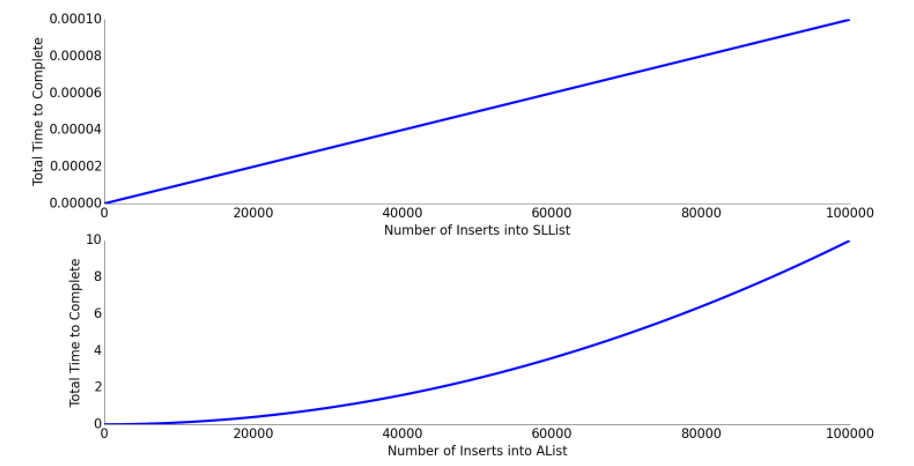 Total Time to Complete
0.00010
0.00008
0.00006
0.00004
0.00002
0.00000
0 20000 40000 60000 80000 100000
Number of Inserts into SLList
Total Time to Complete
10
8
6
4
2
0
0 20000 40000 60000 80000 100000
Number of Inserts into AList